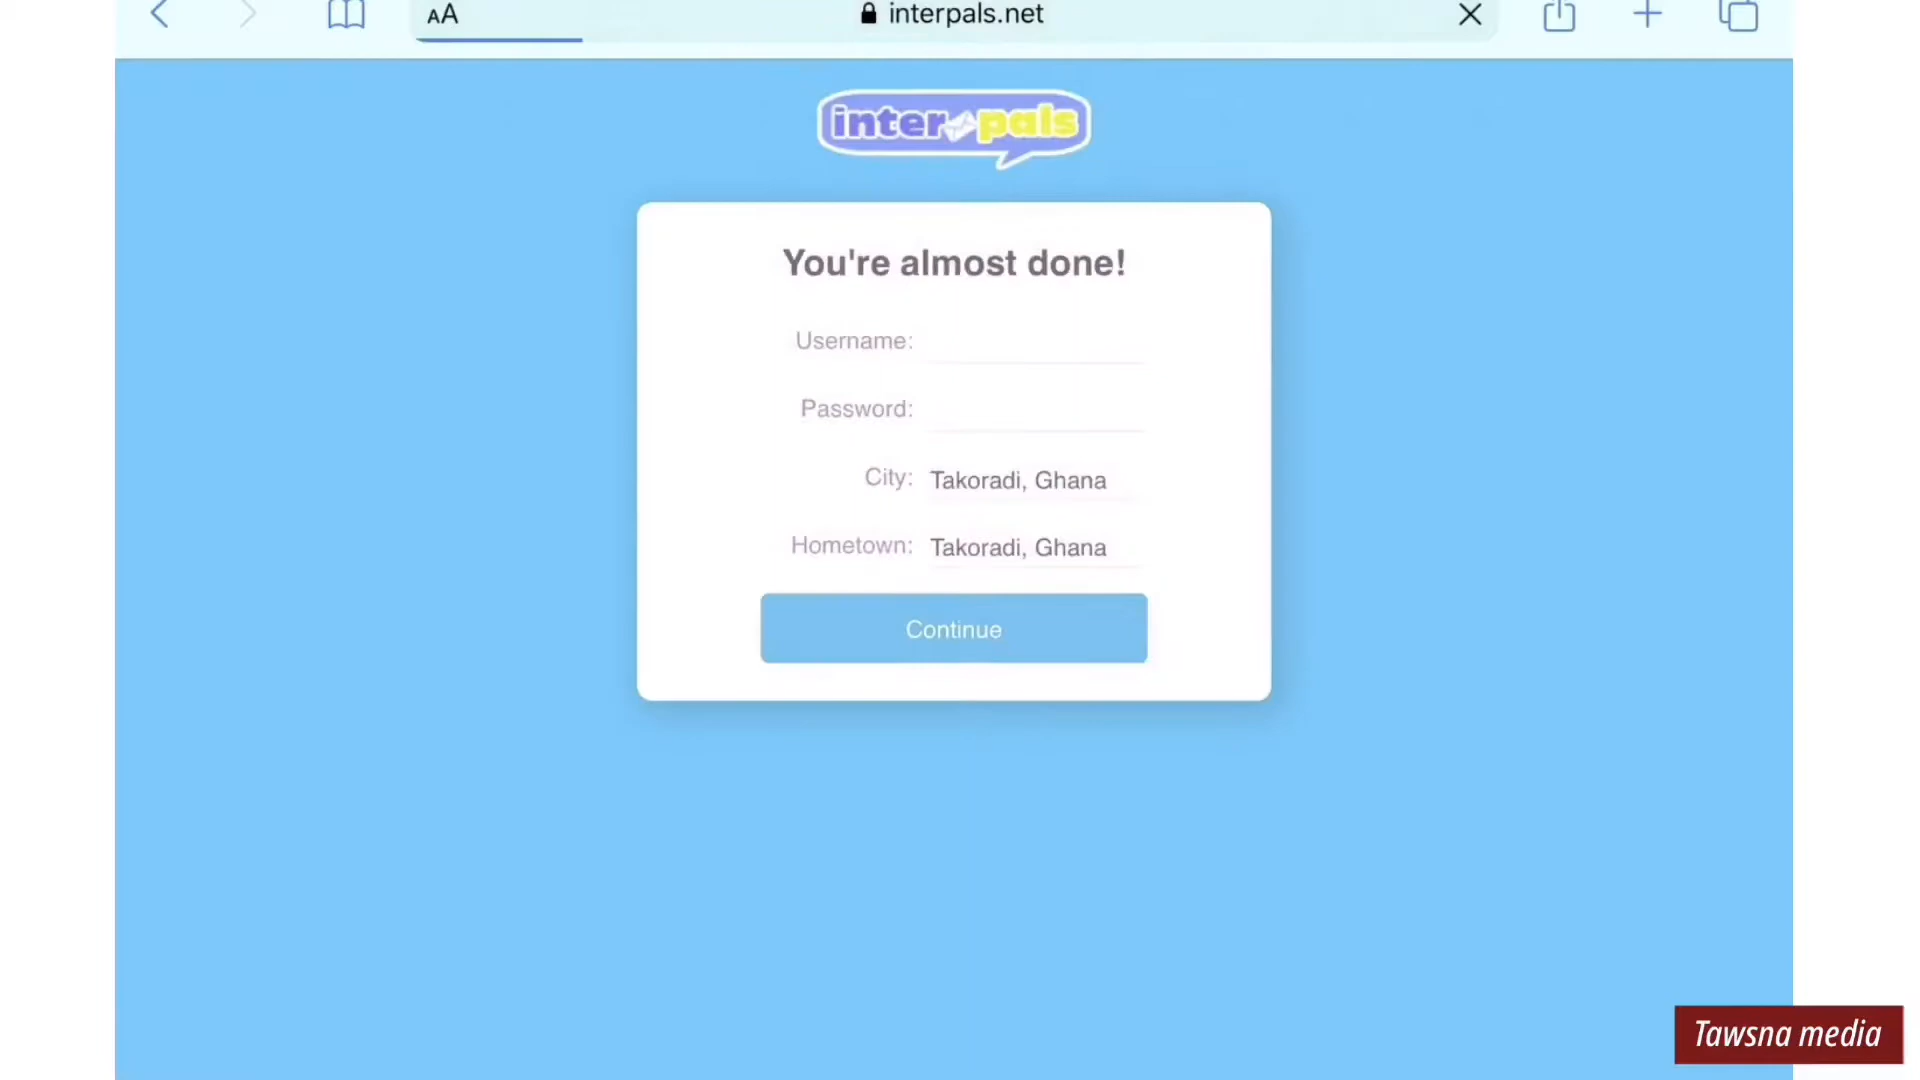 AA
interpals.net
inter pals
You're almost done!
Username:
Password:
City: Takoradi, Ghana
Hometown: Takoradi, Ghana
Continue
Tawsna media